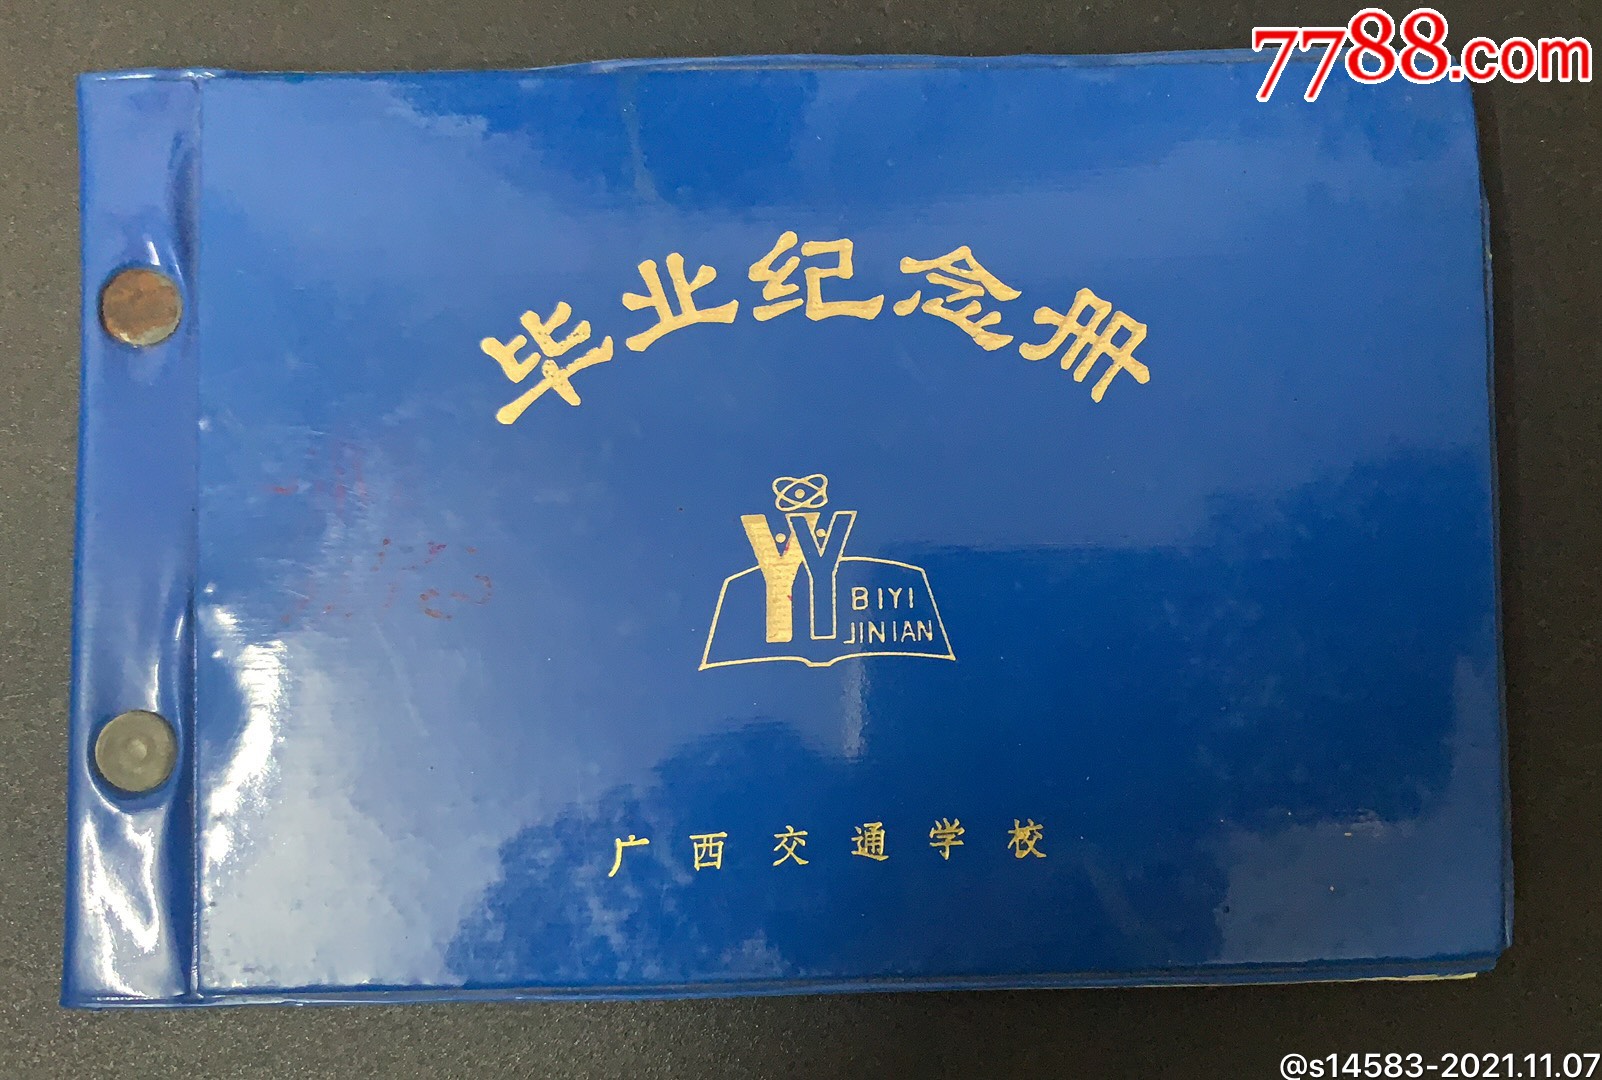 7788.com
毕业纪念册
BIYI
JINIAN
广西交通学校
@s14583-2021.11.07